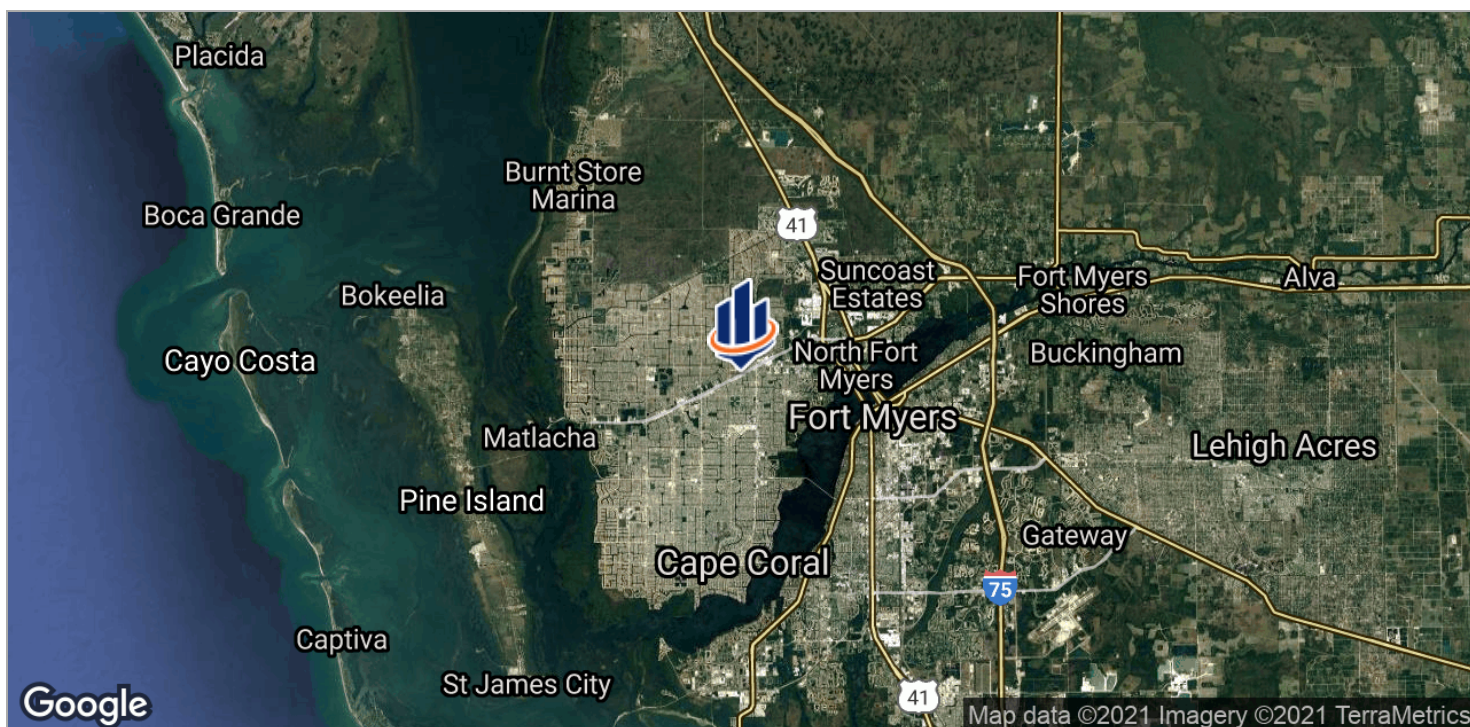 Placida
Burnt Store
Marina
Boca Grande
41
Suncoast
Estates
Fort Myers
Shores
Alva
Bokeelia
Cayo Costa
North Fort
Myers
Buckingham
Fort Myers
Matlacha
Lehigh Acres
Pine Island
Gateway
Cape Coral
75
Captiva
St James City
41
Google
Map data ©2021 Imagery ©2021 TerraMetrics